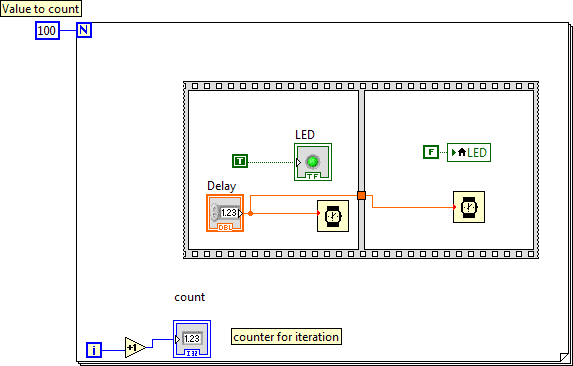 Value to count
100
N
LED
T
TF
F
LED
Delay
1.23
DBL
count
1.23
I32
i
+1
counter for iteration